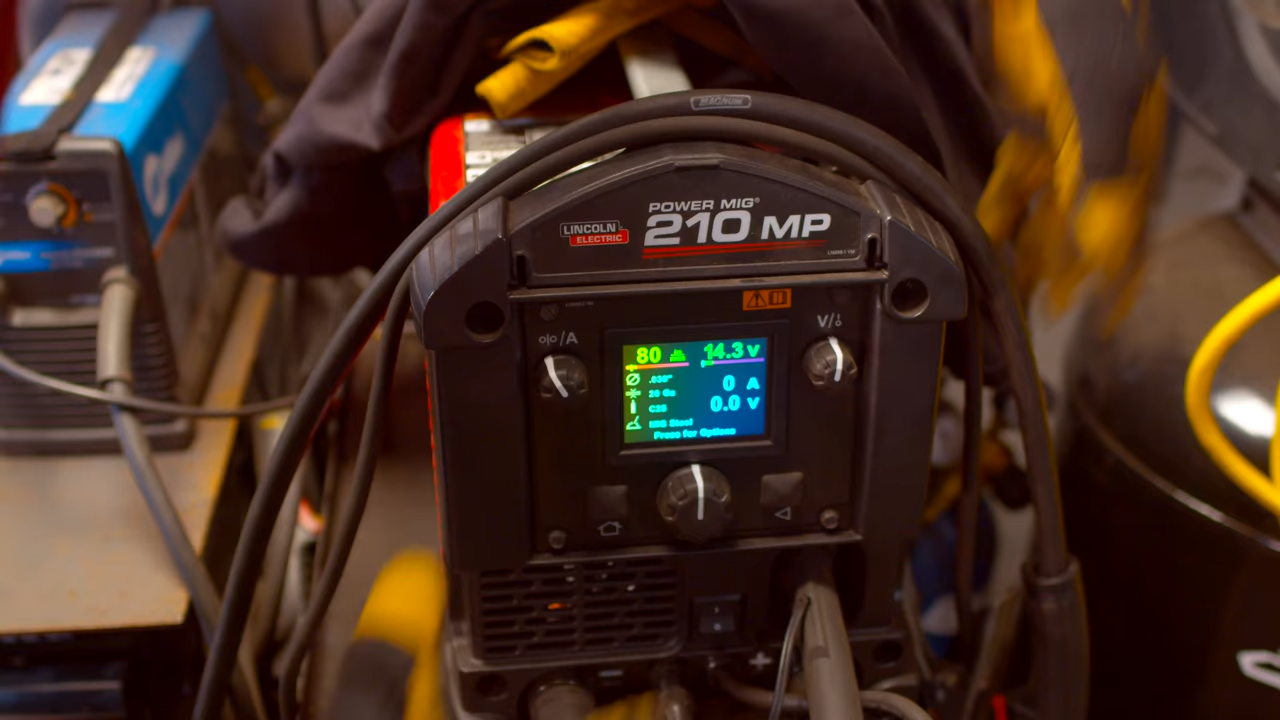 MAGNUM
POWER MIG®
LINCOLN
ELECTRIC
210 MP
o|o/A
V/
80
14.3 V
.030"
0 A
20 Ga
0.0 V
C25
MIG Steel
Press for Options